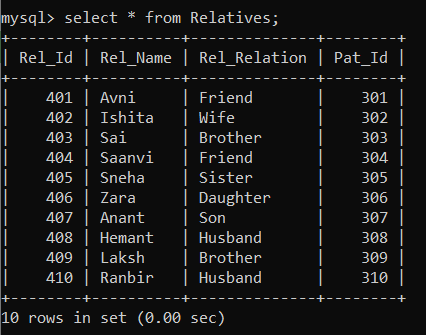 mysql> select * from Relatives;
+--------+----------+--------------+--------+
| Rel_Id | Rel_Name | Rel_Relation | Pat_Id |
+--------+----------+--------------+--------+
|    401 | Avni     | Friend       |    301 |
|    402 | Ishita   | Wife         |    302 |
|    403 | Sai      | Brother      |    303 |
|    404 | Saanvi   | Friend       |    304 |
|    405 | Sneha    | Sister       |    305 |
|    406 | Zara     | Daughter     |    306 |
|    407 | Anant    | Son          |    307 |
|    408 | Hemant   | Husband      |    308 |
|    409 | Laksh    | Brother      |    309 |
|    410 | Ranbir   | Husband      |    310 |
+--------+----------+--------------+--------+
10 rows in set (0.00 sec)